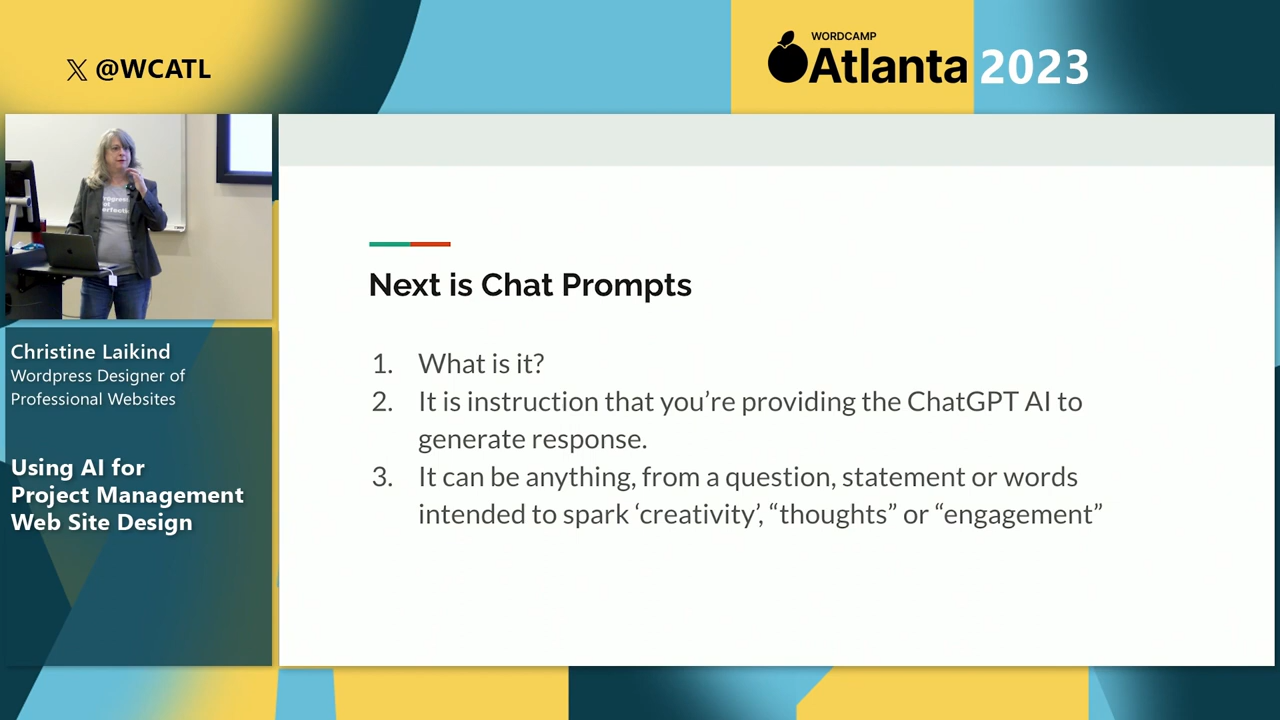 𝕏 @WCATL
WORDCAMP
Atlanta 2023
Christine Laikind
Wordpress Designer of
Professional Websites
Using AI for
Project Management
Web Site Design
Next is Chat Prompts
1. What is it?
2. It is instruction that you’re providing the ChatGPT AI to
generate response.
3. It can be anything, from a question, statement or words
intended to spark ‘creativity’, “thoughts” or “engagement”